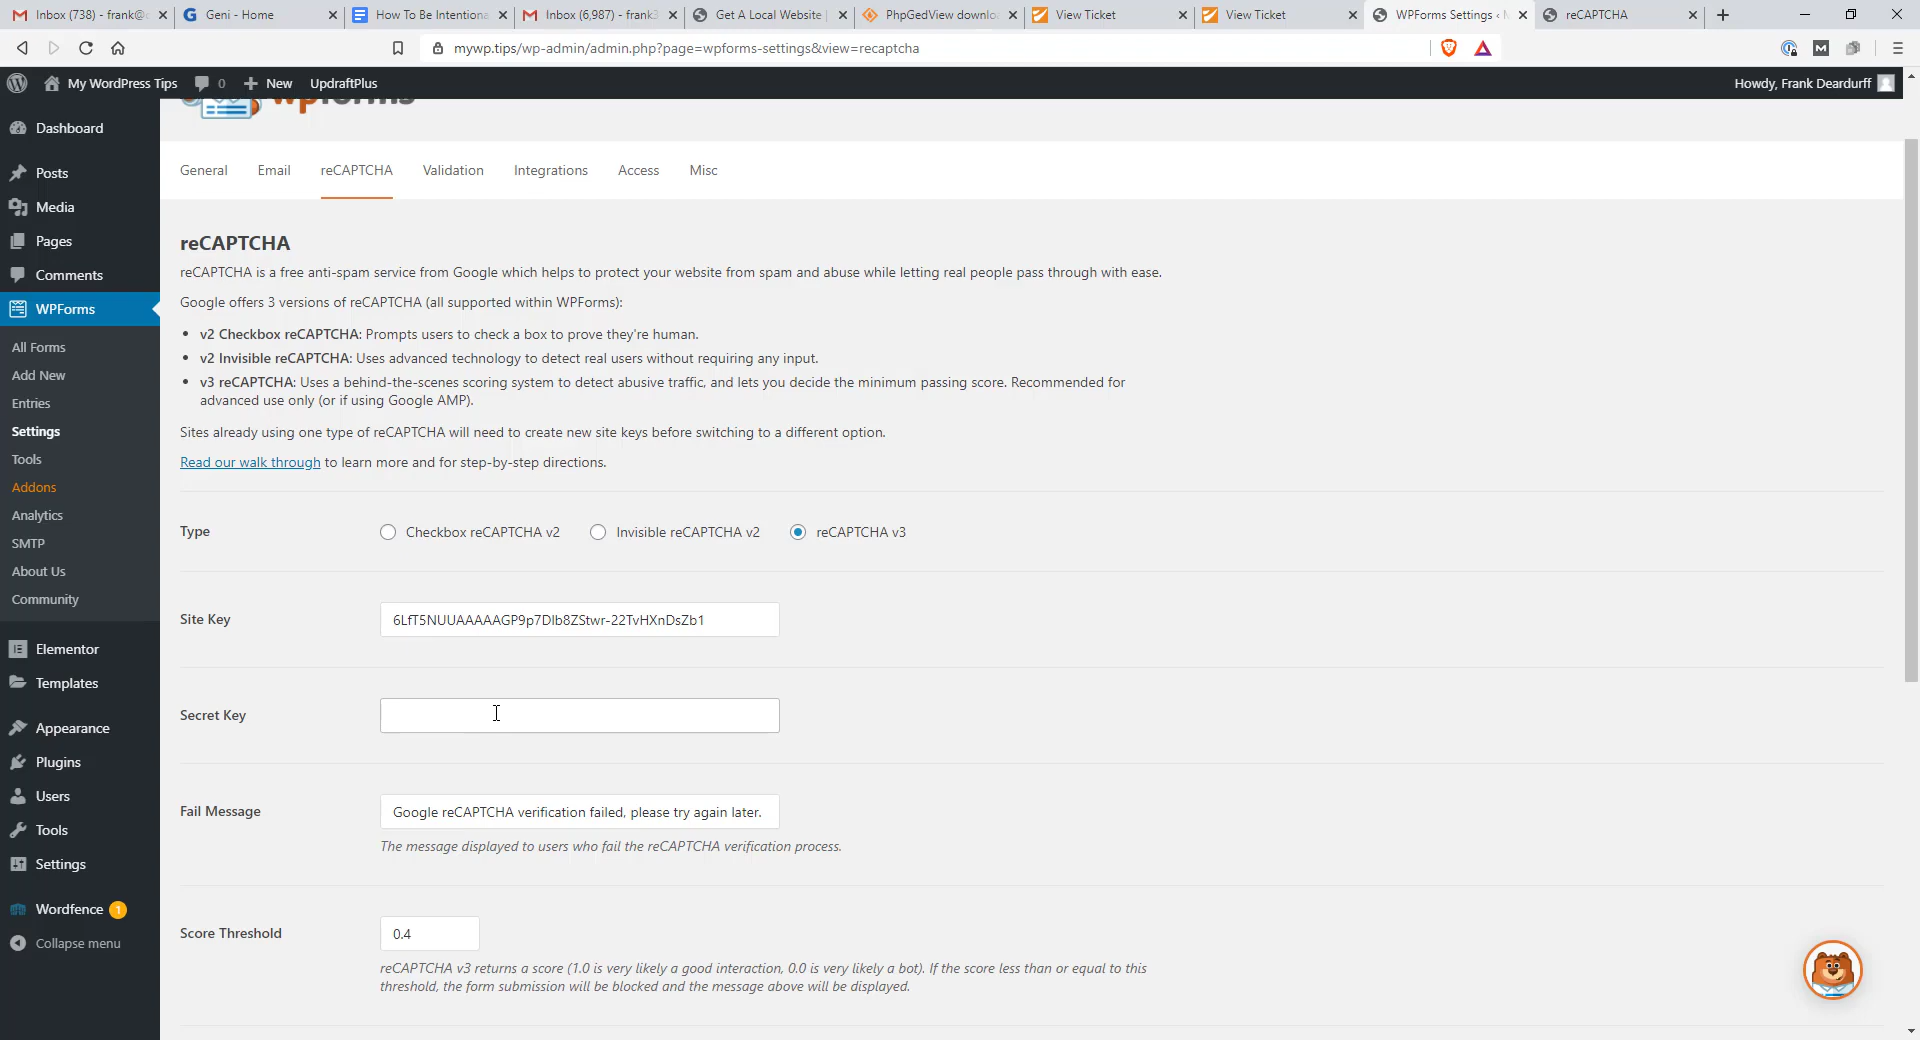 Inbox (738) - frank@
Geni - Home
How To Be Intentiona
Inbox (6,987) - frank
Get A Local Website
PhpGedView downlo
View Ticket
View Ticket
WPForms Settings ‹
reCAPTCHA
mywp.tips/wp-admin/admin.php?page=wpforms-settings&view=recaptcha
My WordPress Tips
0
New
UpdraftPlus
Howdy, Frank Deardurff
wpforms
Dashboard
Posts
Media
Pages
Comments
WPForms
All Forms
Add New
Entries
Settings
Tools
Addons
Analytics
SMTP
About Us
Community
Elementor
Templates
Appearance
Plugins
Users
Tools
Settings
Wordfence 1
Collapse menu
General
Email
reCAPTCHA
Validation
Integrations
Access
Misc
reCAPTCHA
reCAPTCHA is a free anti-spam service from Google which helps to protect your website from spam and abuse while letting real people pass through with ease.
Google offers 3 versions of reCAPTCHA (all supported within WPForms):
• v2 Checkbox reCAPTCHA: Prompts users to check a box to prove they're human.
• v2 Invisible reCAPTCHA: Uses advanced technology to detect real users without requiring any input.
• v3 reCAPTCHA: Uses a behind-the-scenes scoring system to detect abusive traffic, and lets you decide the minimum passing score. Recommended for
advanced use only (or if using Google AMP).
Sites already using one type of reCAPTCHA will need to create new site keys before switching to a different option.
Read our walk through to learn more and for step-by-step directions.
Type
Checkbox reCAPTCHA v2
Invisible reCAPTCHA v2
reCAPTCHA v3
Site Key
6LfT5NUUAAAAAGP9p7DIb8ZStwr-22TvHXnDsZb1
Secret Key
Fail Message
Google reCAPTCHA verification failed, please try again later.
The message displayed to users who fail the reCAPTCHA verification process.
Score Threshold
0.4
reCAPTCHA v3 returns a score (1.0 is very likely a good interaction, 0.0 is very likely a bot). If the score less than or equal to this
threshold, the form submission will be blocked and the message above will be displayed.